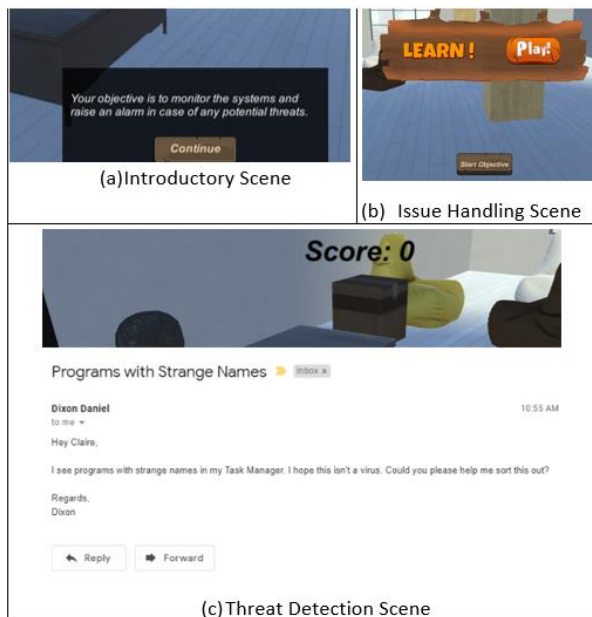 Your objective is to monitor the systems and
raise an alarm in case of any potential threats.
Continue
(a)Introductory Scene
LEARN! Play!
Start Objective
(b) Issue Handling Scene
Score: 0
Programs with Strange Names Inbox x
Dixon Daniel 10:55 AM
to me
Hey Claire,
I see programs with strange names in my Task Manager. I hope this isn't a virus. Could you please help me sort this out?
Regards,
Dixon
Reply Forward
(c)Threat Detection Scene